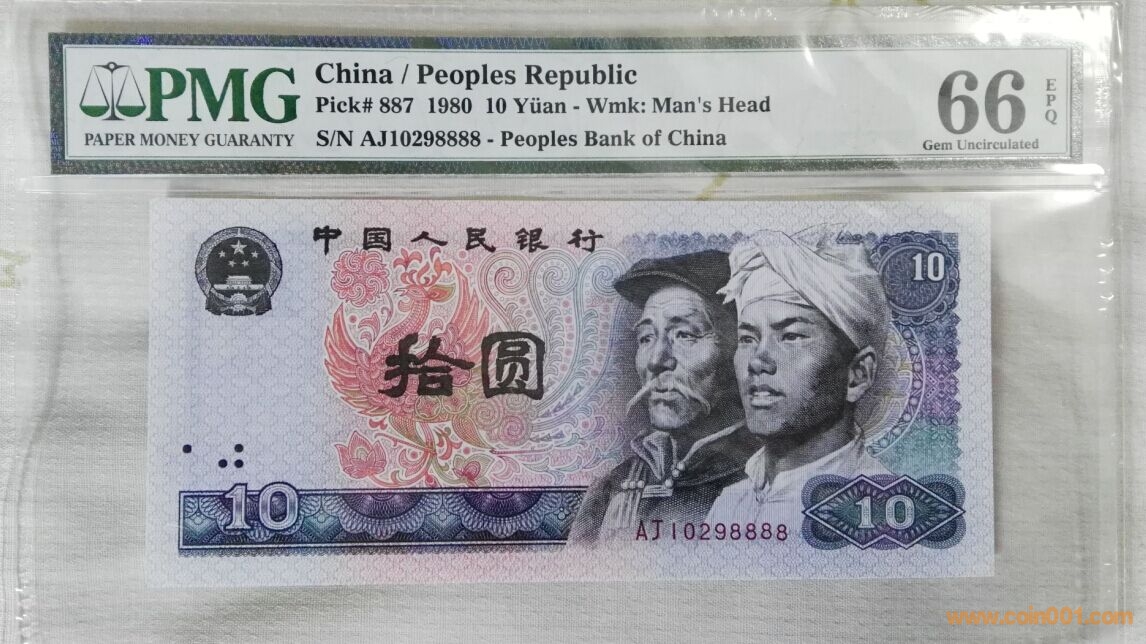 PMG
PAPER MONEY GUARANTY
China / Peoples Republic
Pick# 887 1980 10 Yüan - Wmk: Man's Head
S/N AJ10298888 - Peoples Bank of China
66
EPQ
Gem Uncirculated
中国人民银行
10
拾圆
10
AJ10298888
10
www.coin001.com